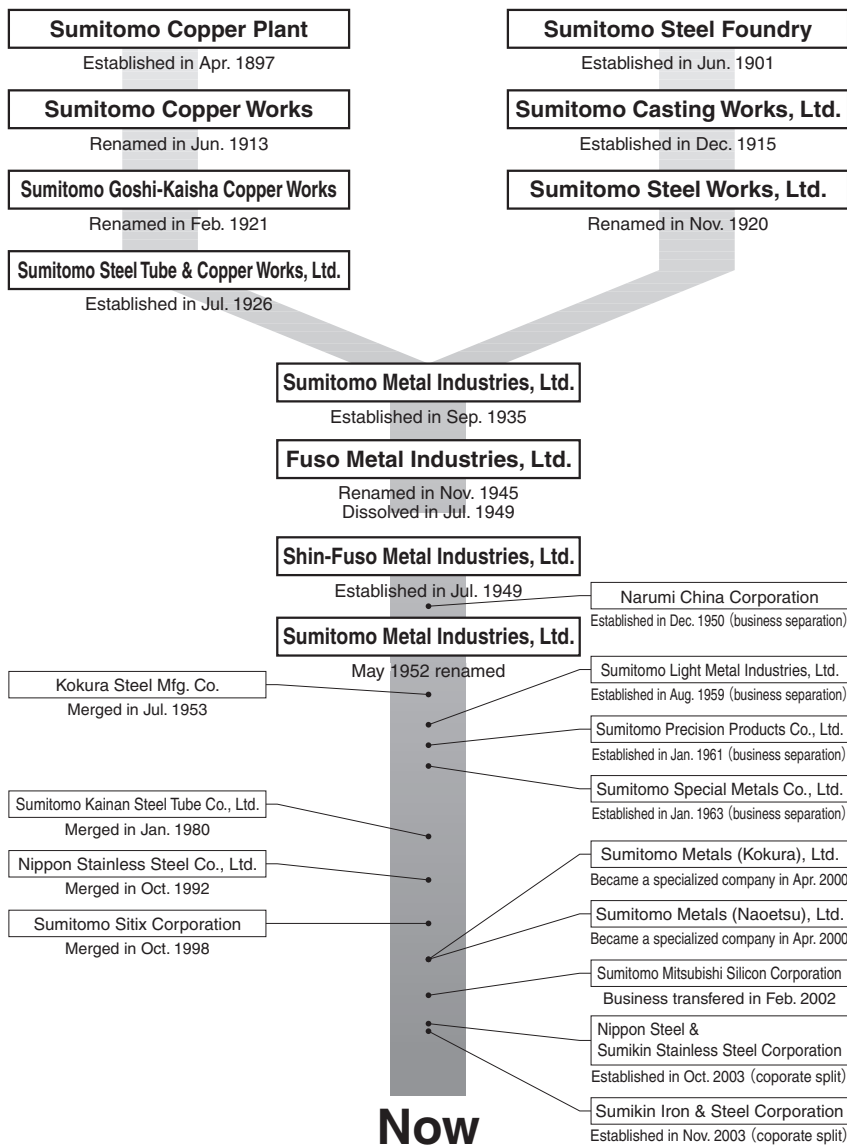 Sumitomo Copper Plant
Established in Apr. 1897
Sumitomo Copper Works
Renamed in Jun. 1913
Sumitomo Goshi-Kaisha Copper Works
Renamed in Feb. 1921
Sumitomo Steel Tube & Copper Works, Ltd.
Established in Jul. 1926
Sumitomo Steel Foundry
Established in Jun. 1901
Sumitomo Casting Works, Ltd.
Established in Dec. 1915
Sumitomo Steel Works, Ltd.
Renamed in Nov. 1920
Sumitomo Metal Industries, Ltd.
Established in Sep. 1935
Fuso Metal Industries, Ltd.
Renamed in Nov. 1945
Dissolved in Jul. 1949
Shin-Fuso Metal Industries, Ltd.
Established in Jul. 1949
Sumitomo Metal Industries, Ltd.
May 1952 renamed
Kokura Steel Mfg. Co.
Merged in Jul. 1953
Sumitomo Kainan Steel Tube Co., Ltd.
Merged in Jan. 1980
Nippon Stainless Steel Co., Ltd.
Merged in Oct. 1992
Sumitomo Sitix Corporation
Merged in Oct. 1998
Narumi China Corporation
Established in Dec. 1950 (business separation)
Sumitomo Light Metal Industries, Ltd.
Established in Aug. 1959 (business separation)
Sumitomo Precision Products Co., Ltd.
Established in Jan. 1961 (business separation)
Sumitomo Special Metals Co., Ltd.
Established in Jan. 1963 (business separation)
Sumitomo Metals (Kokura), Ltd.
Became a specialized company in Apr. 2000
Sumitomo Metals (Naoetsu), Ltd.
Became a specialized company in Apr. 2000
Sumitomo Mitsubishi Silicon Corporation
Business transfered in Feb. 2002
Nippon Steel &
Sumikin Stainless Steel Corporation
Established in Oct. 2003 (coporate split)
Sumikin Iron & Steel Corporation
Established in Nov. 2003 (coporate split)
Now